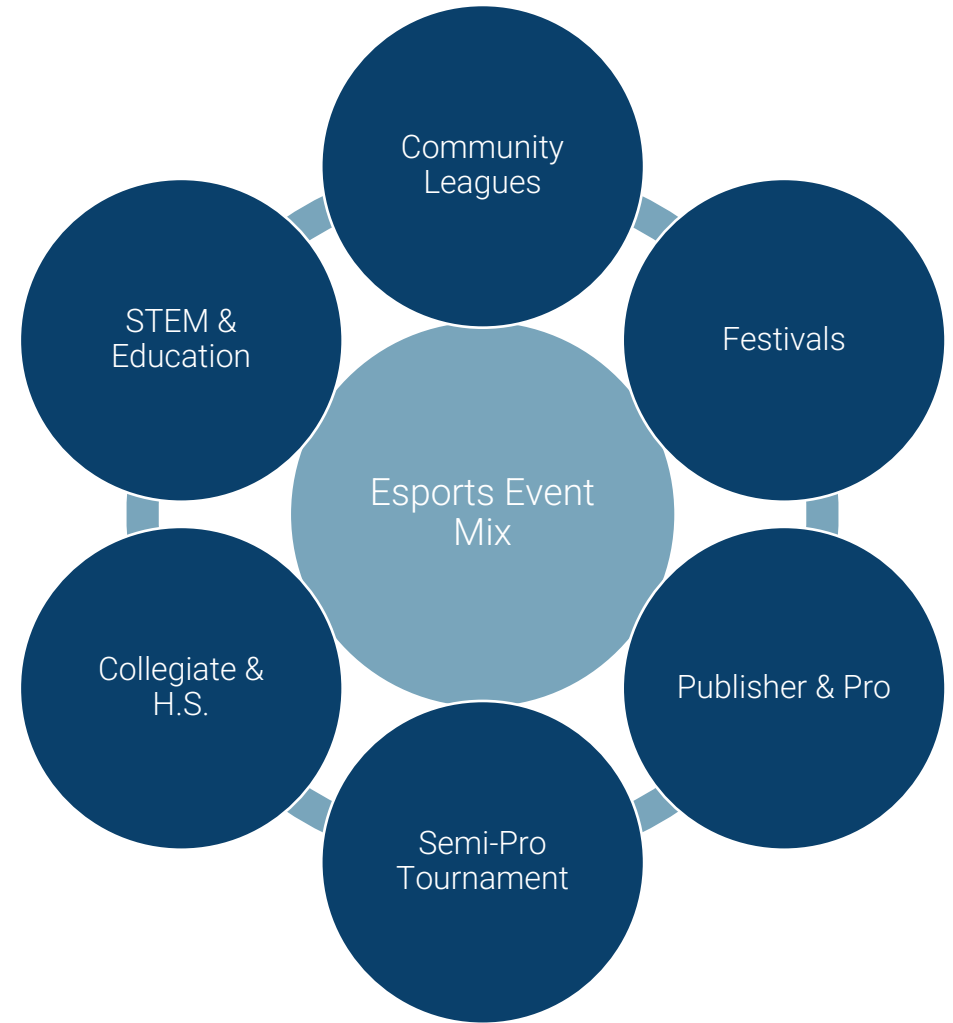 Community
Leagues
Festivals
Publisher & Pro
Semi-Pro
Tournament
Collegiate &
H.S.
STEM &
Education
Esports Event
Mix